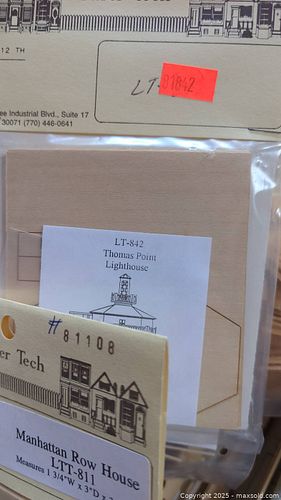 12 TH
LT-
81842
ee Industrial Blvd., Suite 17
30071 (770) 446-0641
LT-842
Thomas Point
Lighthouse
# 81108
er Tech
Manhattan Row House
LTT-811
Measures 1 3/4"W x 3"D x
Copyright © 2025 - maxsold.com